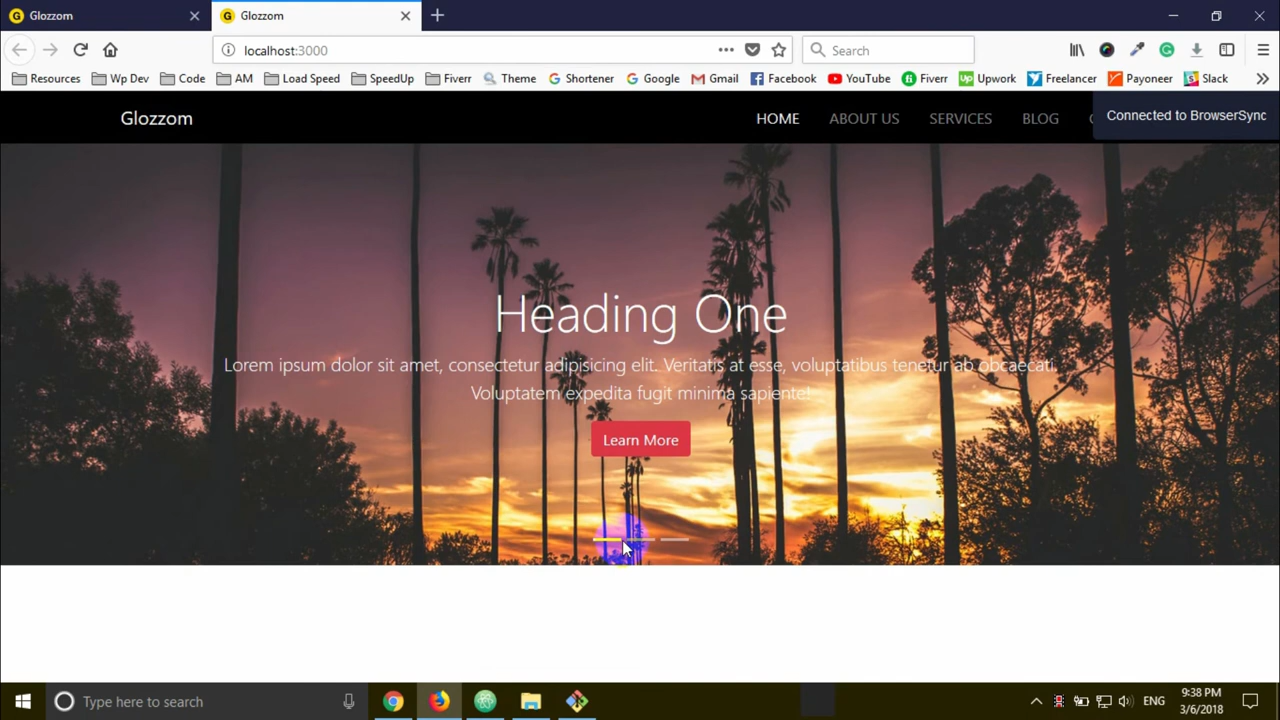 Glozzom
Glozzom
localhost:3000
Search
Resources Wp Dev Code AM Load Speed SpeedUp Fiverr Theme Shortener Google Gmail Facebook YouTube Fiverr Upwork Freelancer Payoneer Slack
Glozzom HOME ABOUT US SERVICES BLOG
Connected to BrowserSync
Heading One
Lorem ipsum dolor sit amet, consectetur adipisicing elit. Veritatis at esse, voluptatibus tenetur ab obcaecati.
Voluptatem expedita fugit minima sapiente!
Learn More
Type here to search
ENG
9:38 PM
3/6/2018